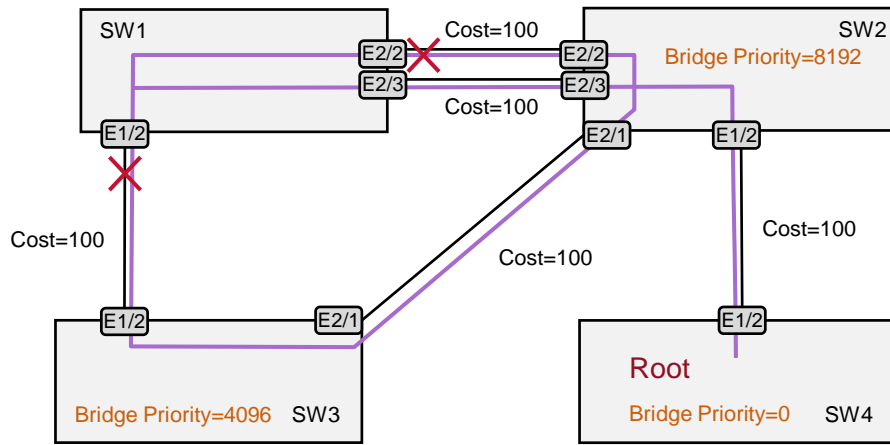 SW1
Cost=100
SW2
E2/2
E2/2
Bridge Priority=8192
E2/3
E2/3
Cost=100
E1/2
E2/1
E1/2
Cost=100
Cost=100
Cost=100
E1/2
E2/1
E1/2
Root
Bridge Priority=4096
SW3
Bridge Priority=0
SW4